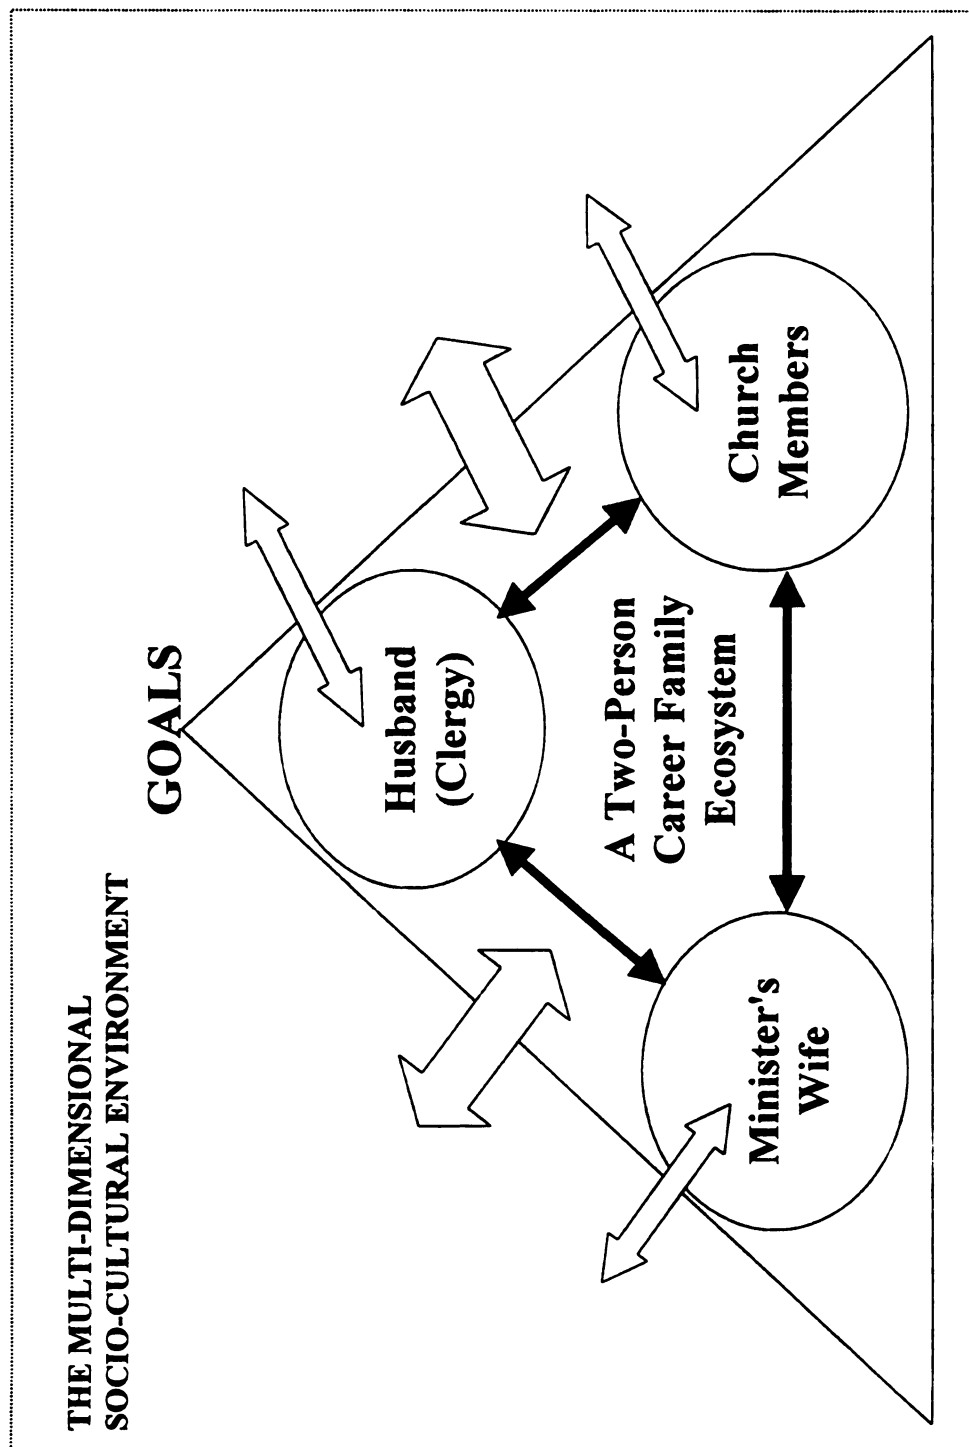 THE MULTI-DIMENSIONAL
SOCIO-CULTURAL ENVIRONMENT
GOALS
Husband
(Clergy)
A Two-Person
Career Family
Ecosystem
Minister's
Wife
Church
Members